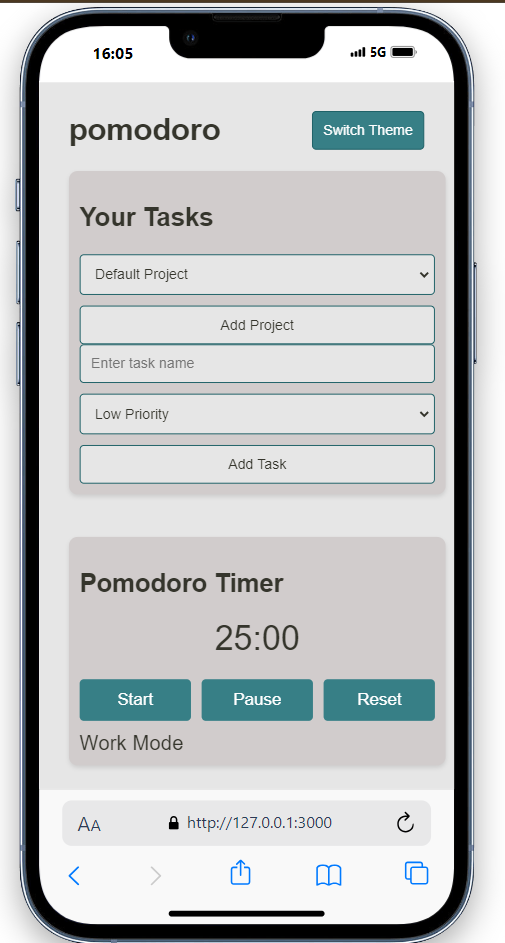 16:05
5G
pomodoro
Switch Theme
Your Tasks
Default Project
Add Project
Enter task name
Low Priority
Add Task
Pomodoro Timer
25:00
Start Pause Reset
Work Mode
AA http://127.0.0.1:3000